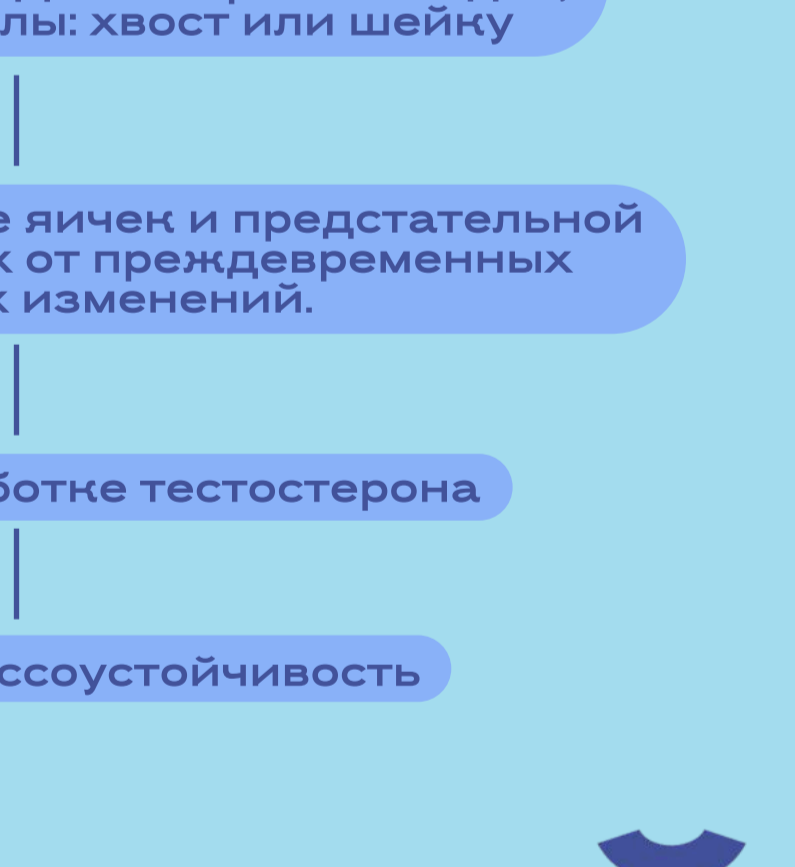 лы: хвост или шейку
е яичек и предстательной
к от преждевременных
к изменений.
ботке тестостерона
ссоустойчивость